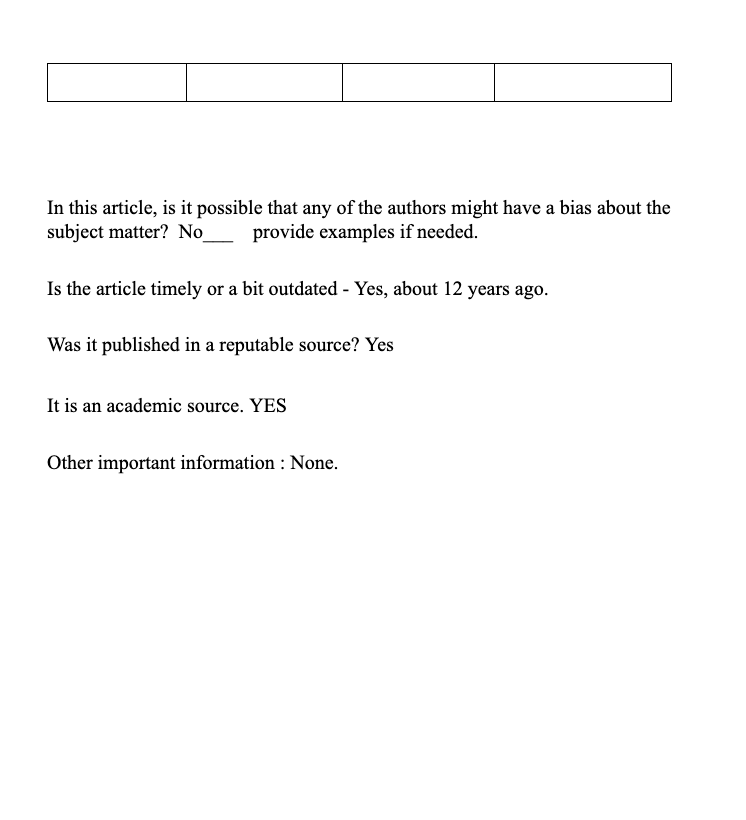 In this article, is it possible that any of the authors might have a bias about the
subject matter?  No___   provide examples if needed.
Is the article timely or a bit outdated - Yes, about 12 years ago.
Was it published in a reputable source? Yes
It is an academic source. YES
Other important information : None.